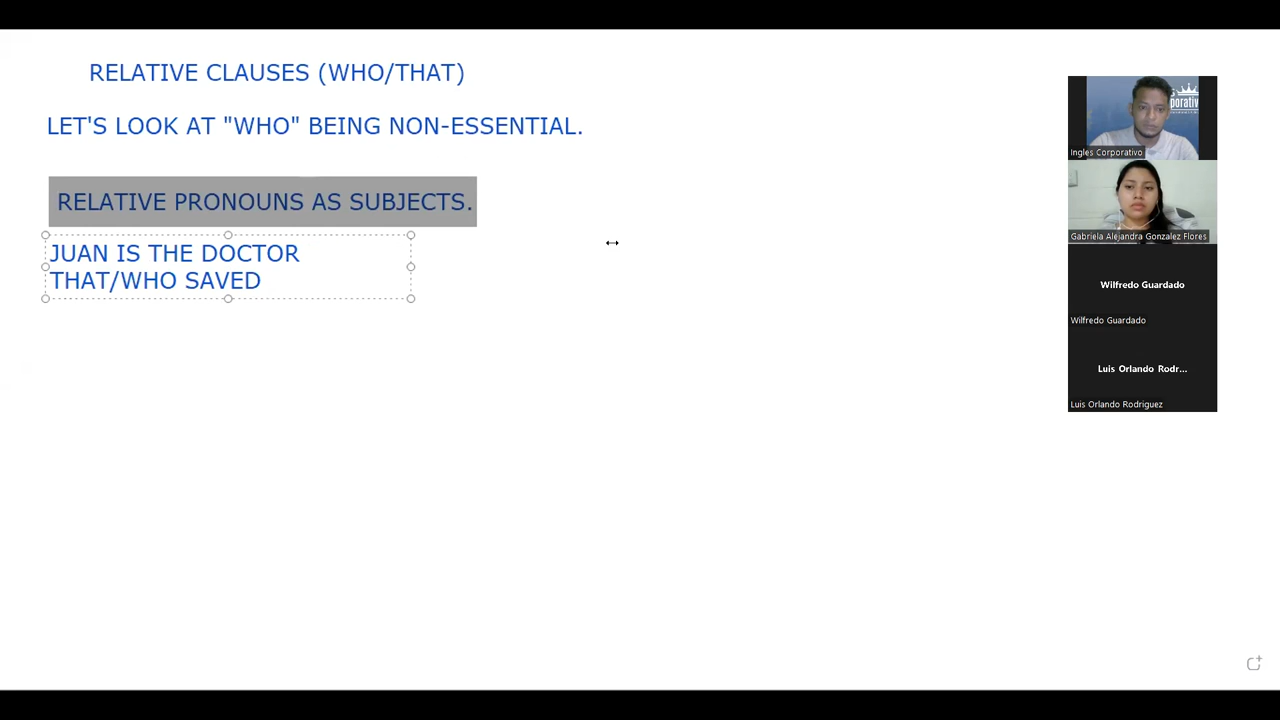 RELATIVE CLAUSES (WHO/THAT)
LET'S LOOK AT "WHO" BEING NON-ESSENTIAL.
RELATIVE PRONOUNS AS SUBJECTS.
JUAN IS THE DOCTOR
THAT/WHO SAVED
Ingles Corporativo
Gabriela Alejandra Gonzalez Flores
Wilfredo Guardado
Wilfredo Guardado
Luis Orlando Rodr...
Luis Orlando Rodriguez